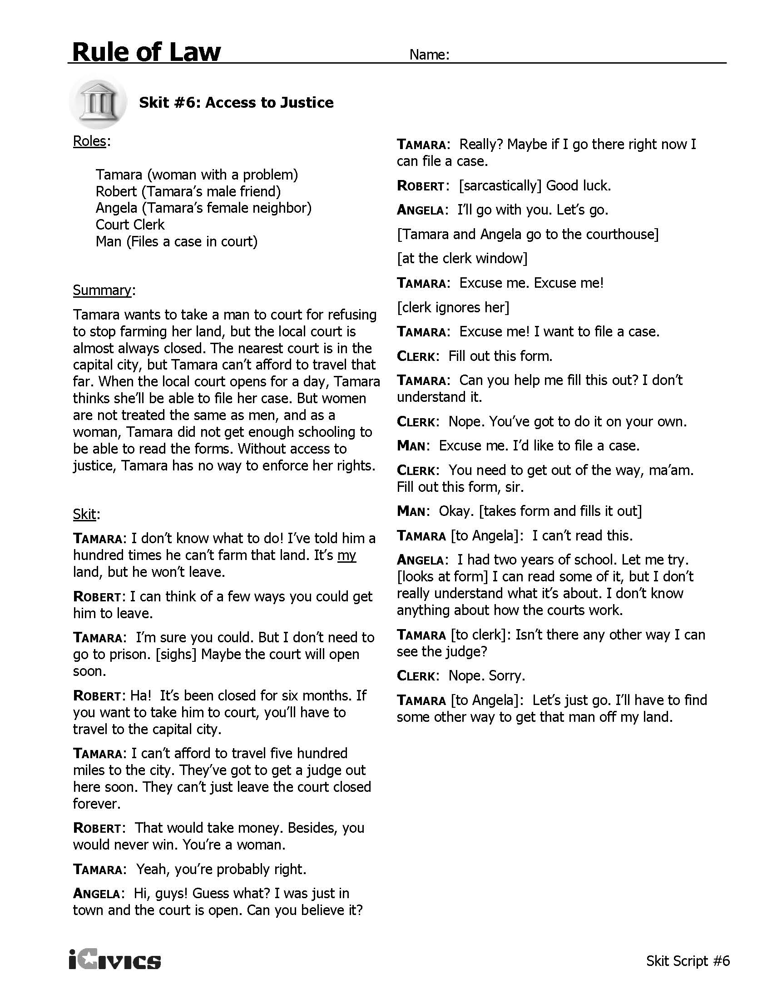 Rule of Law
Name:
Skit #6: Access to Justice
Roles:
Tamara (woman with a problem)
Robert (Tamara’s male friend)
Angela (Tamara’s female neighbor)
Court Clerk
Man (Files a case in court)
Summary:
Tamara wants to take a man to court for refusing
to stop farming her land, but the local court is
almost always closed. The nearest court is in the
capital city, but Tamara can’t afford to travel that
far. When the local court opens for a day, Tamara
thinks she’ll be able to file her case. But women
are not treated the same as men, and as a
woman, Tamara did not get enough schooling to
be able to read the forms. Without access to
justice, Tamara has no way to enforce her rights.
Skit:
TAMARA: I don’t know what to do! I’ve told him a
hundred times he can’t farm that land. It’s my
land, but he won’t leave.
ROBERT: I can think of a few ways you could get
him to leave.
TAMARA: I’m sure you could. But I don’t need to
go to prison. [sighs] Maybe the court will open
soon.
ROBERT: Ha! It’s been closed for six months. If
you want to take him to court, you’ll have to
travel to the capital city.
TAMARA: I can’t afford to travel five hundred
miles to the city. They’ve got to get a judge out
here soon. They can’t just leave the court closed
forever.
ROBERT: That would take money. Besides, you
would never win. You’re a woman.
TAMARA: Yeah, you’re probably right.
ANGELA: Hi, guys! Guess what? I was just in
town and the court is open. Can you believe it?
TAMARA: Really? Maybe if I go there right now I
can file a case.
ROBERT: [sarcastically] Good luck.
ANGELA: I’ll go with you. Let’s go.
[Tamara and Angela go to the courthouse]
[at the clerk window]
TAMARA: Excuse me. Excuse me!
[clerk ignores her]
TAMARA: Excuse me! I want to file a case.
CLERK: Fill out this form.
TAMARA: Can you help me fill this out? I don’t
understand it.
CLERK: Nope. You’ve got to do it on your own.
MAN: Excuse me. I’d like to file a case.
CLERK: You need to get out of the way, ma’am.
Fill out this form, sir.
MAN: Okay. [takes form and fills it out]
TAMARA [to Angela]: I can’t read this.
ANGELA: I had two years of school. Let me try.
[looks at form] I can read some of it, but I don’t
really understand what it’s about. I don’t know
anything about how the courts work.
TAMARA [to clerk]: Isn’t there any other way I can
see the judge?
CLERK: Nope. Sorry.
TAMARA [to Angela]: Let’s just go. I’ll have to find
some other way to get that man off my land.
iCivics
Skit Script #6